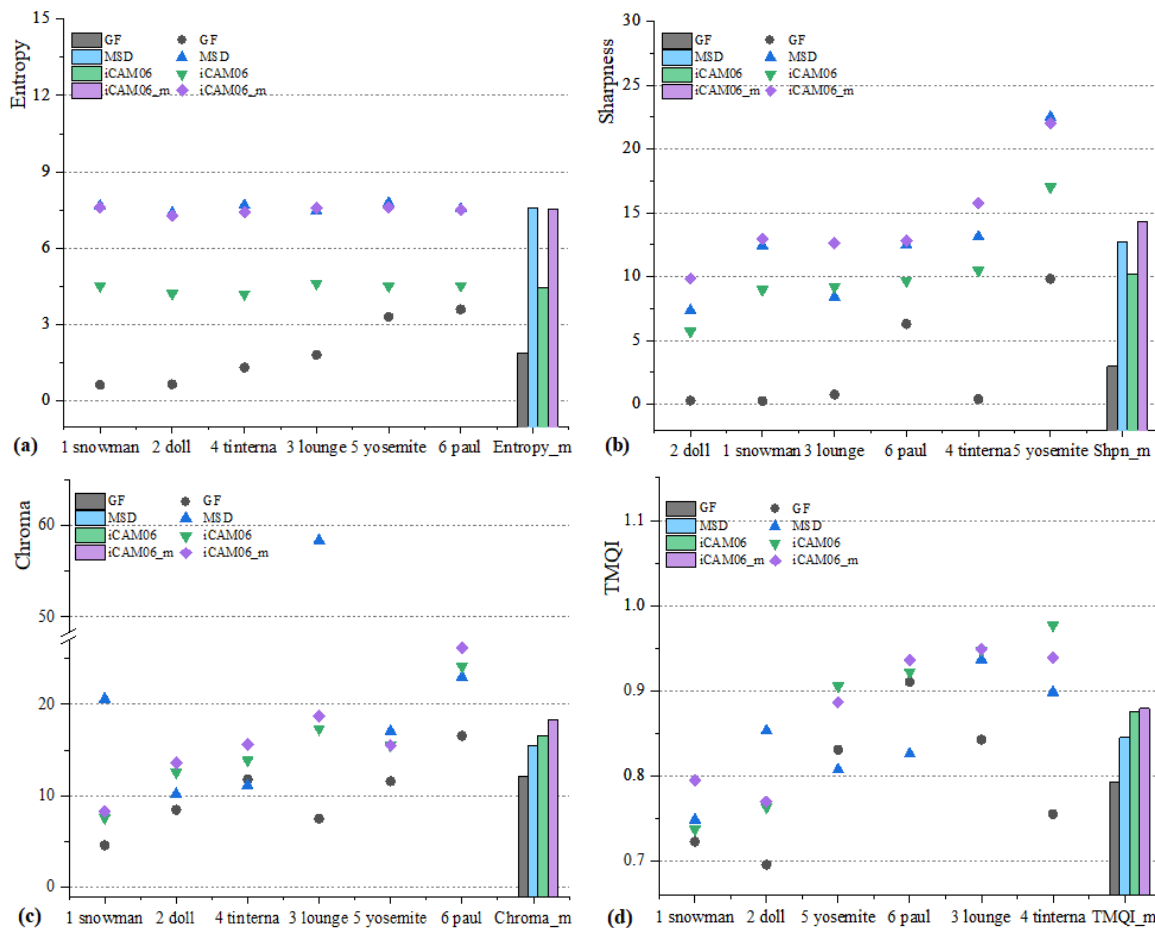 Entropy
15
12
9
6
3
0
GF GF
MSD MSD
iCAM06 iCAM06
iCAM06_m iCAM06_m
(a) 1 snowman 2 doll 4 tinterna 3 lounge 5 yosemite 6 paul Entropy_m
Sharpness
30
25
20
15
10
5
0
GF GF
MSD MSD
iCAM06 iCAM06
iCAM06_m iCAM06_m
(b) 2 doll 1 snowman 3 lounge 6 paul 4 tinterna 5 yosemite Shpn_m
Chroma
60
50
20
10
0
GF GF
MSD MSD
iCAM06 iCAM06
iCAM06_m iCAM06_m
(c) 1 snowman 2 doll 4 tinterna 3 lounge 5 yosemite 6 paul Chroma_m
TMQI
1.1
1.0
0.9
0.8
0.7
GF GF
MSD MSD
iCAM06 iCAM06
iCAM06_m iCAM06_m
(d) 1 snowman 2 doll 5 yosemite 6 paul 3 lounge 4 tinterna TMQI_m